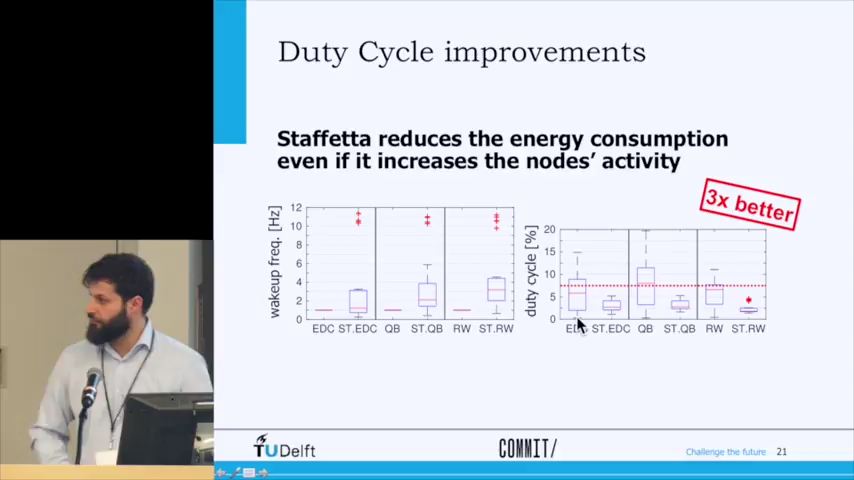 Duty Cycle improvements
Staffetta reduces the energy consumption
even if it increases the nodes' activity
3x better
wakeup freq. [Hz]
12
10
8
6
4
2
0
EDC ST.EDC QB ST.QB RW ST.RW
duty cycle [%]
20
15
10
5
0
ST.EDC QB ST.QB RW ST.RW
TU Delft
COMMIT/
Challenge the future 21